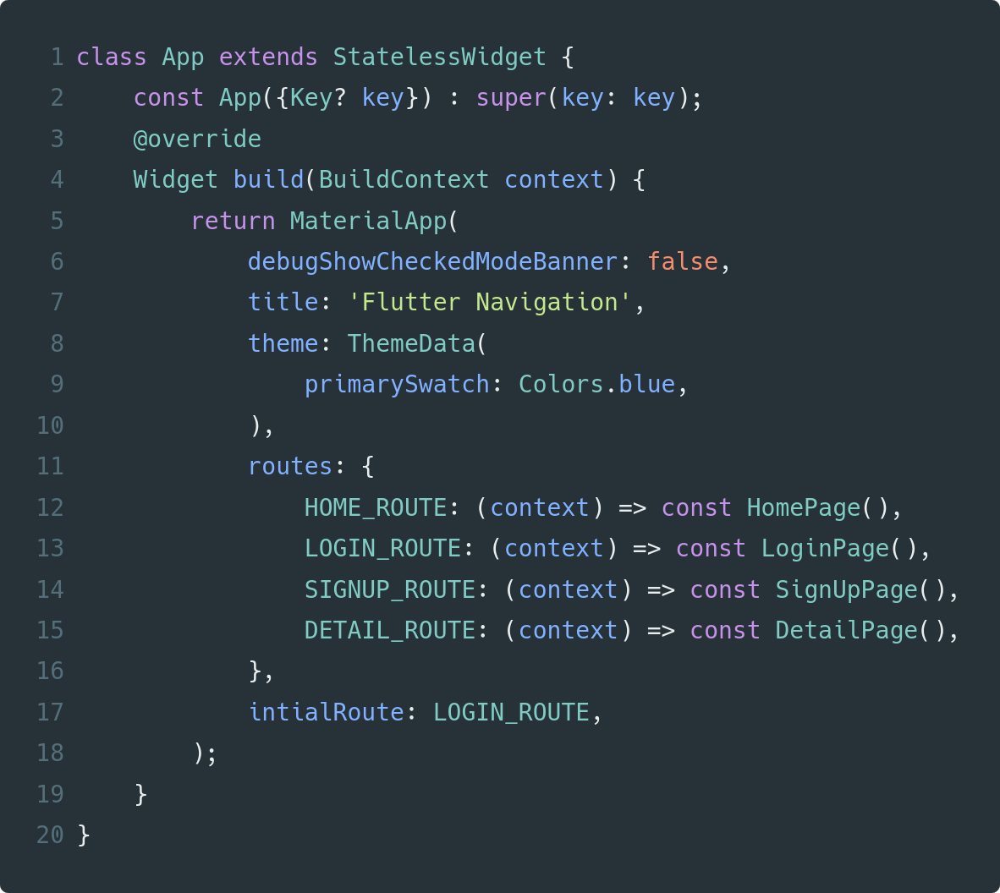 1 class App extends StatelessWidget {
2     const App({Key? key}) : super(key: key);
3     @override
4     Widget build(BuildContext context) {
5         return MaterialApp(
6             debugShowCheckedModeBanner: false,
7             title: 'Flutter Navigation',
8             theme: ThemeData(
9                 primarySwatch: Colors.blue,
10             ),
11             routes: {
12                 HOME_ROUTE: (context) => const HomePage(),
13                 LOGIN_ROUTE: (context) => const LoginPage(),
14                 SIGNUP_ROUTE: (context) => const SignUpPage(),
15                 DETAIL_ROUTE: (context) => const DetailPage(),
16             },
17             intialRoute: LOGIN_ROUTE,
18         );
19     }
20 }